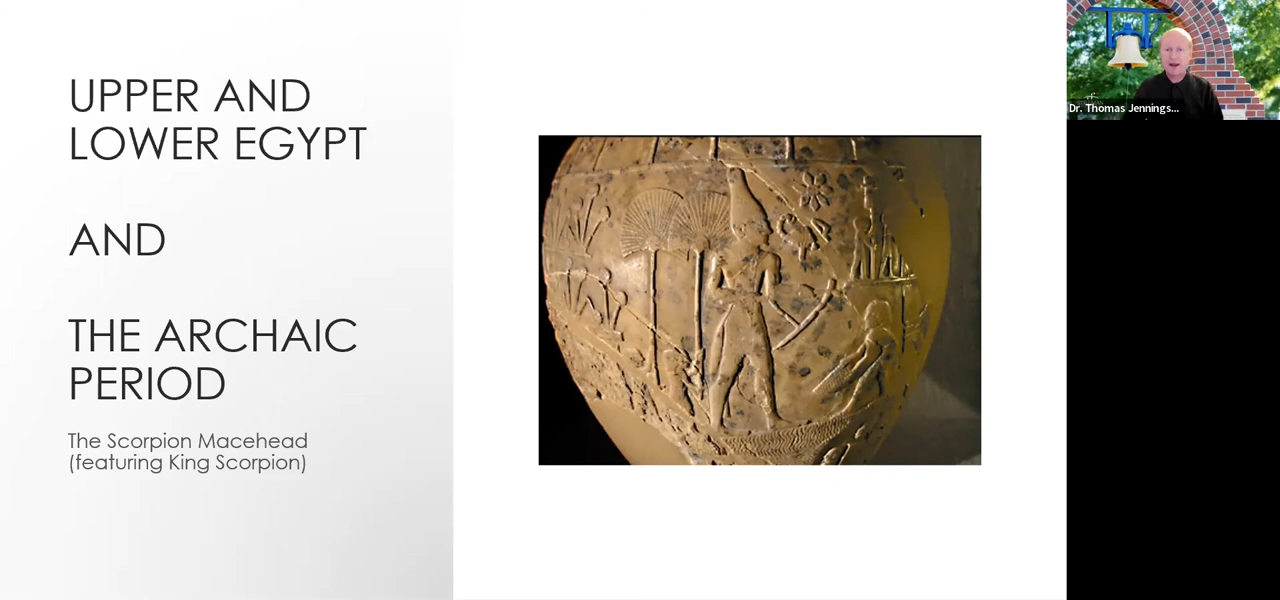 UPPER AND
LOWER EGYPT
AND
THE ARCHAIC
PERIOD
The Scorpion Macehead
(featuring King Scorpion)
Dr. Thomas Jennings...